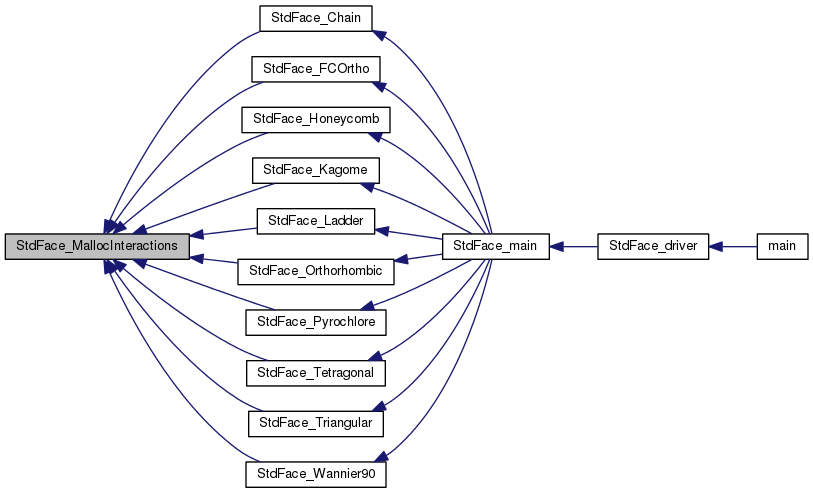 StdFace_Chain
StdFace_FCOrtho
StdFace_Honeycomb
StdFace_Kagome
StdFace_Ladder
StdFace_MallocInteractions
StdFace_main
StdFace_driver
main
StdFace_Orthorhombic
StdFace_Pyrochlore
StdFace_Tetragonal
StdFace_Triangular
StdFace_Wannier90